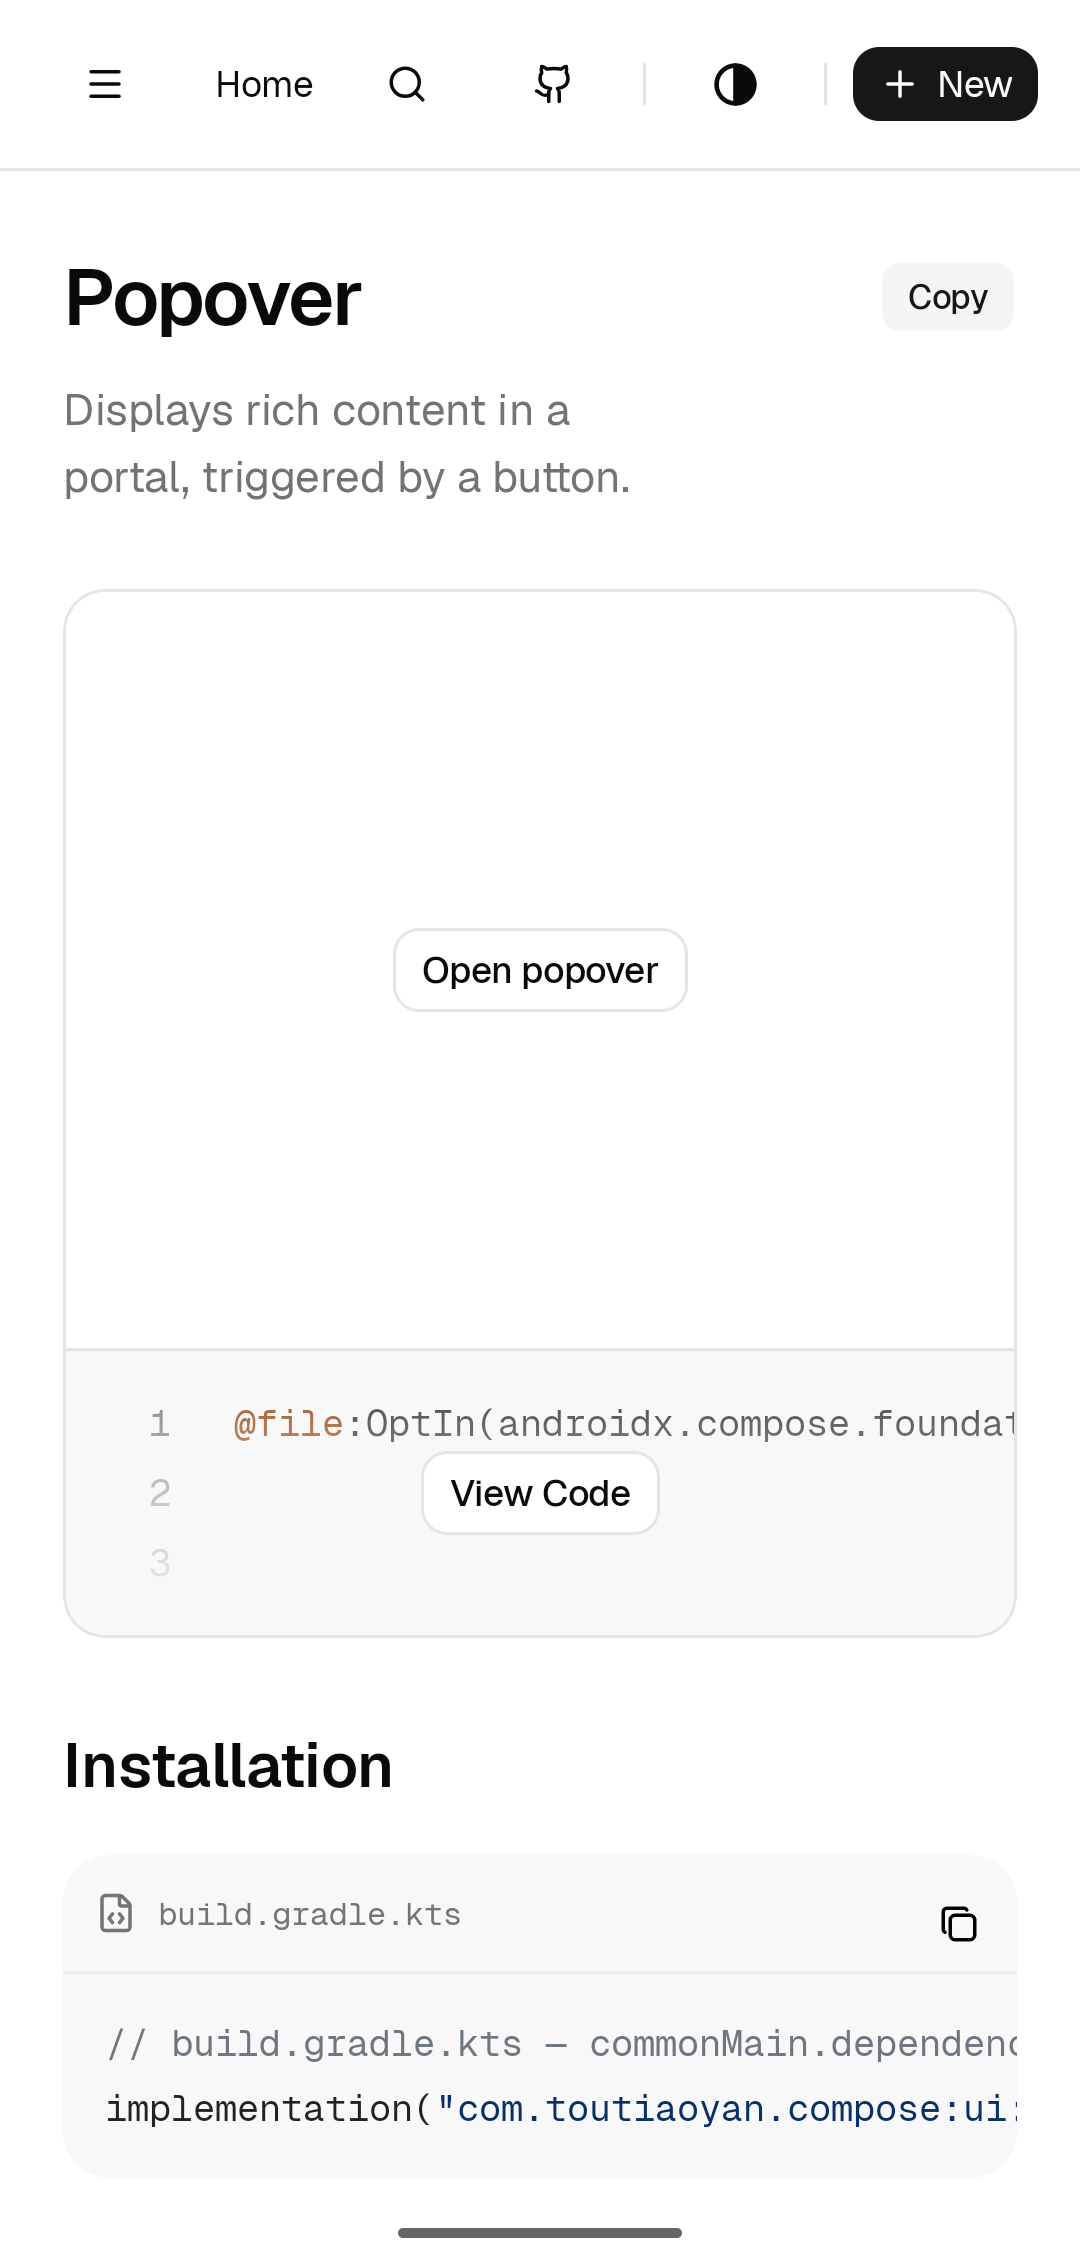 Home
New
Popover
Copy
Displays rich content in a
portal, triggered by a button.
Open popover
1 @file:OptIn(androidx.compose.foundat
2
View Code
3
Installation
build.gradle.kts
// build.gradle.kts — commonMain.dependenc
implementation("com.toutiaoyan.compose:ui: